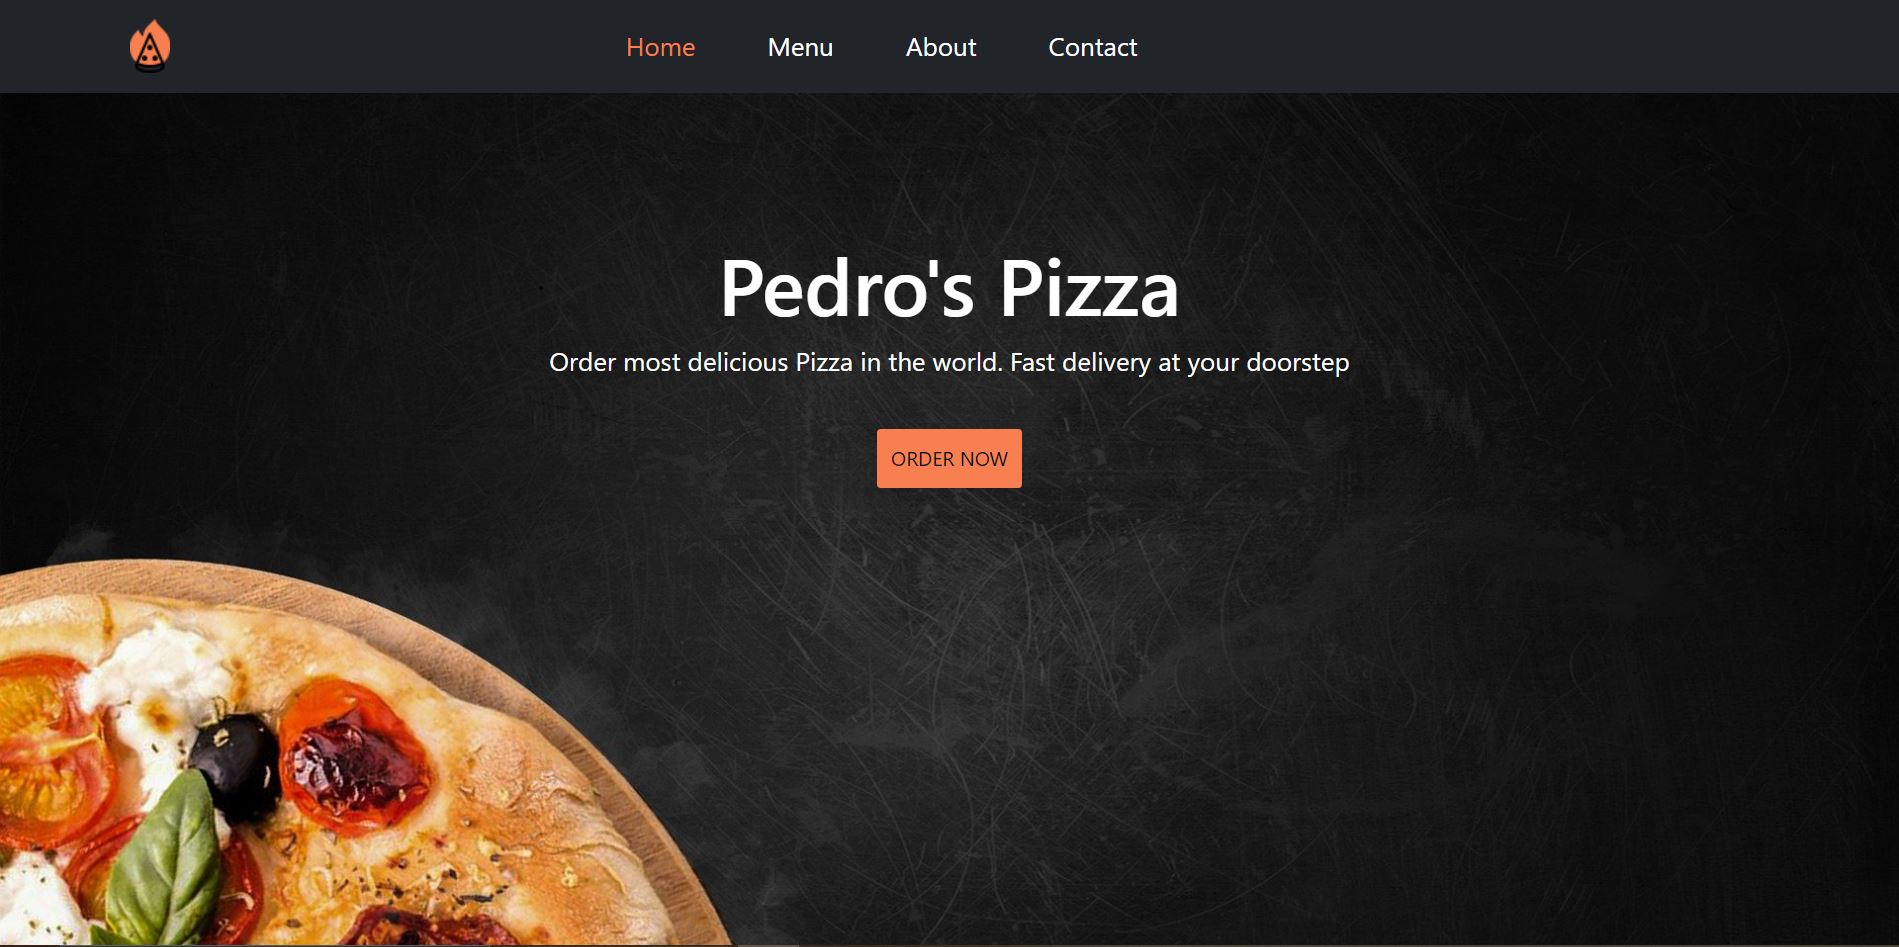 Home Menu About Contact
Pedro's Pizza
Order most delicious Pizza in the world. Fast delivery at your doorstep
ORDER NOW